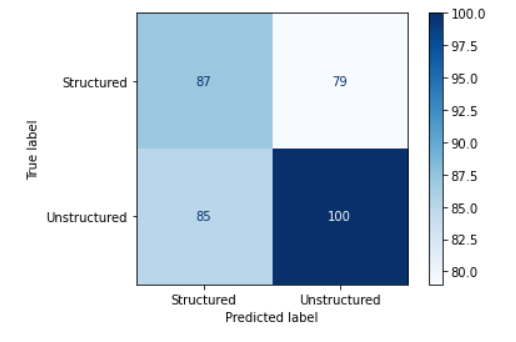 True label
Structured
87
79
Unstructured
85
100
Structured
Unstructured
Predicted label
100.0
97.5
95.0
92.5
90.0
87.5
85.0
82.5
80.0